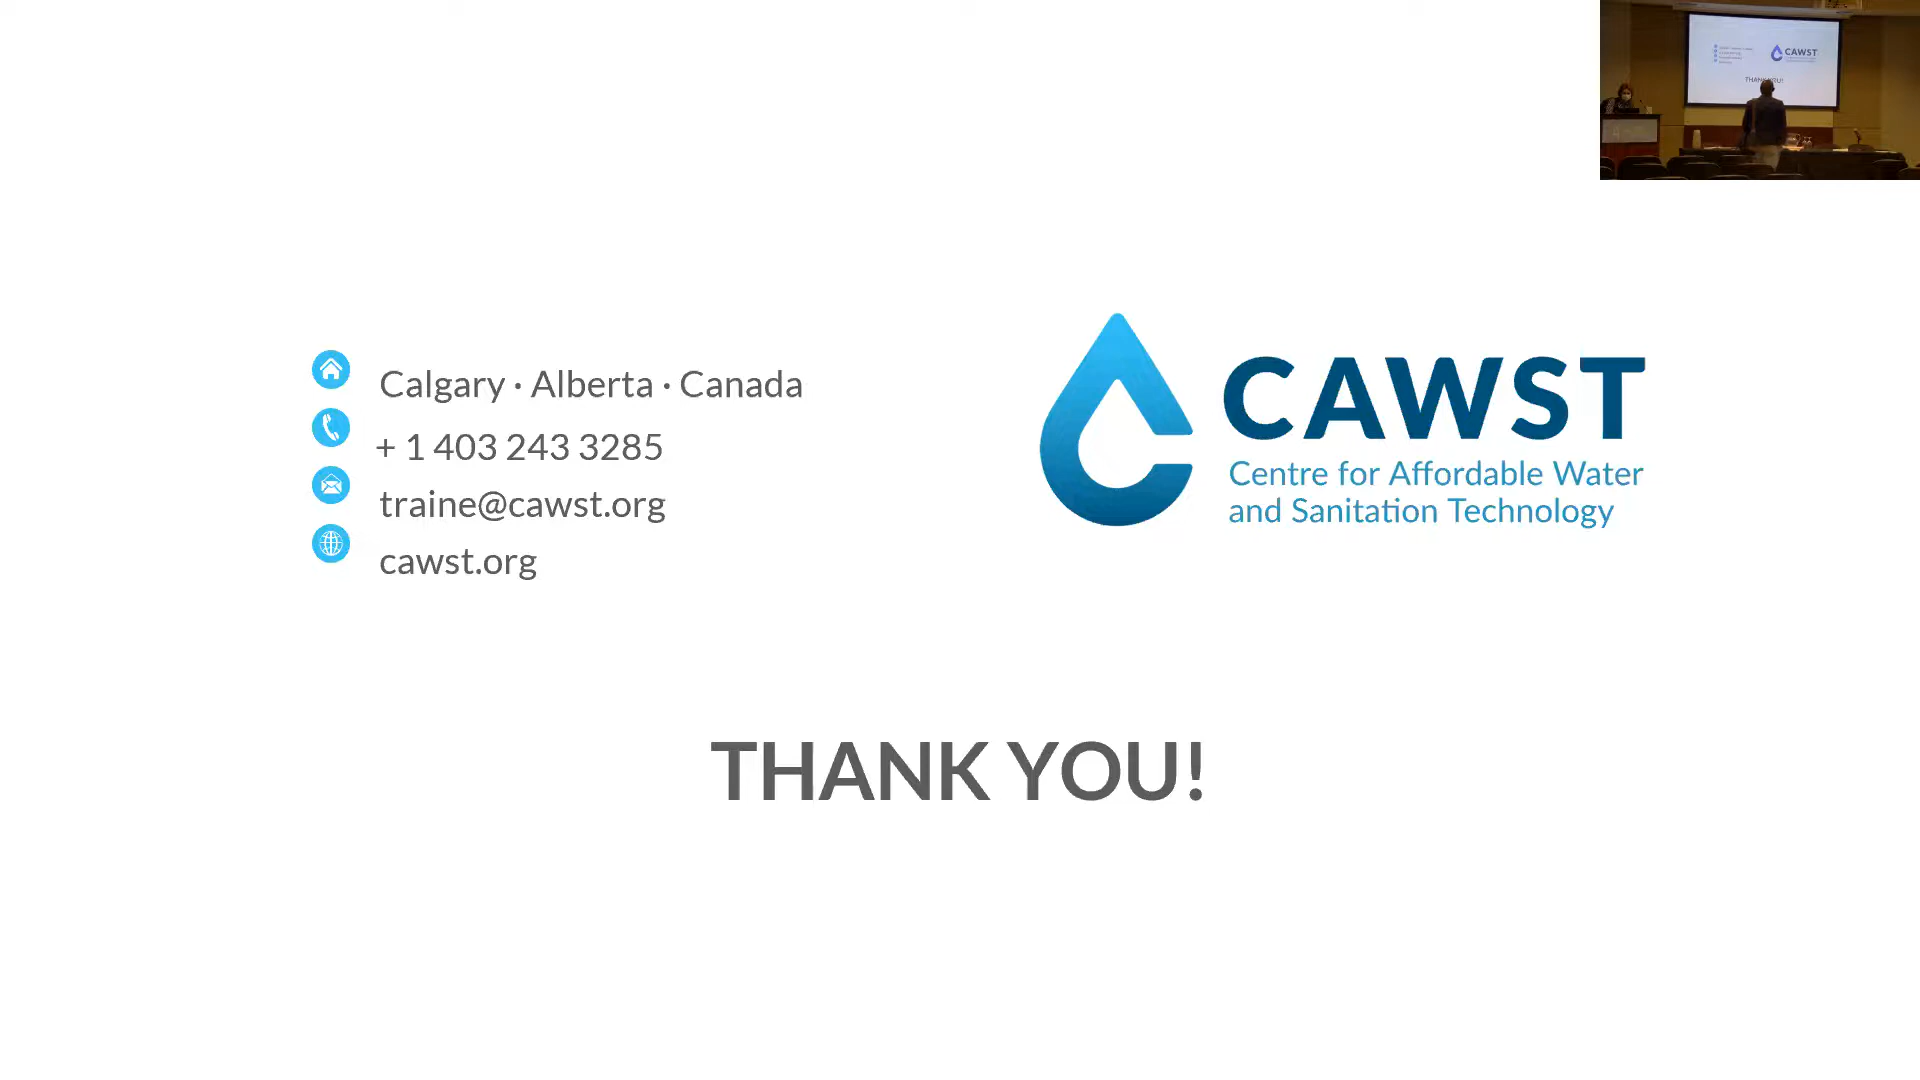 Calgary · Alberta · Canada
+ 1 403 243 3285
traine@cawst.org
cawst.org
CAWST
Centre for Affordable Water
and Sanitation Technology
THANK YOU!
CAWST